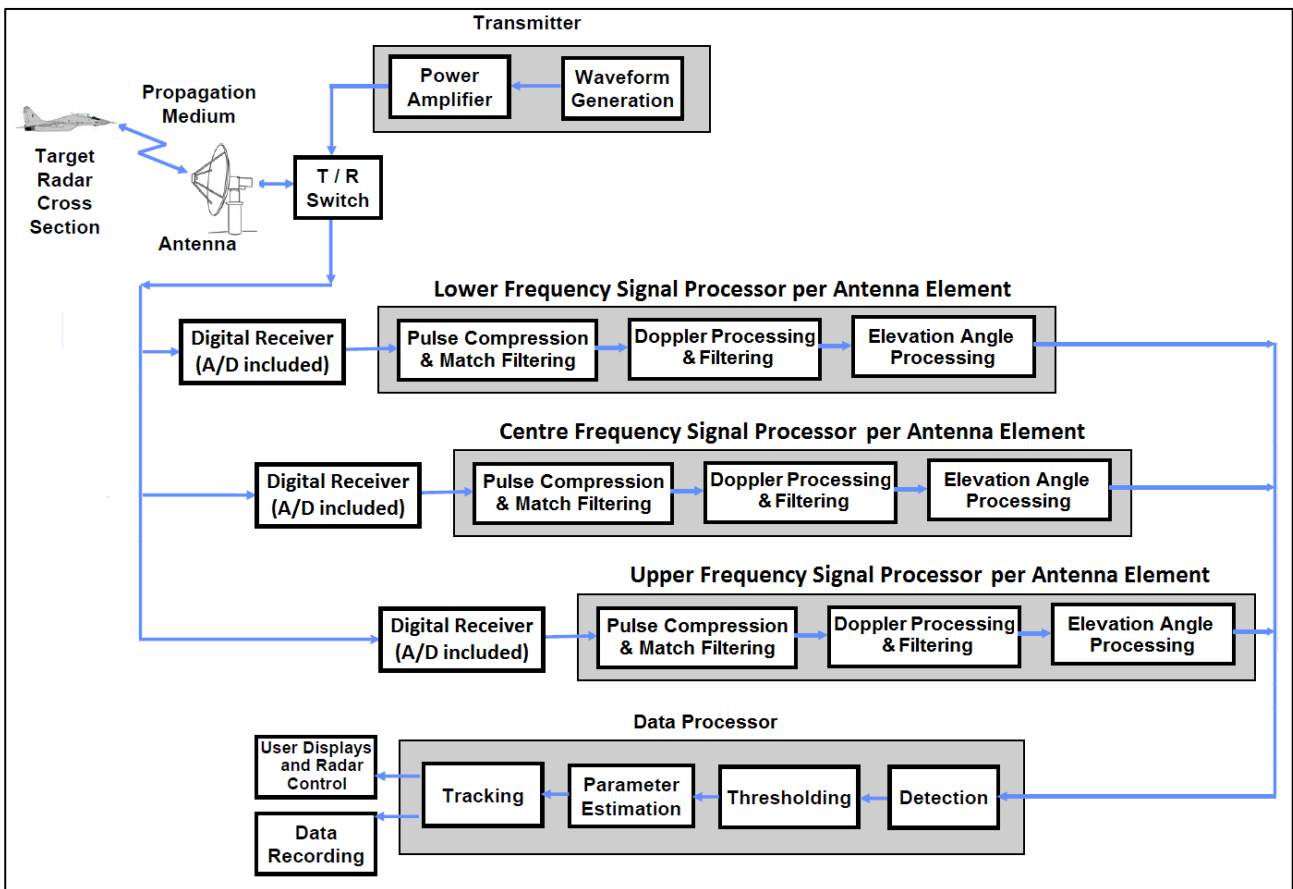 Transmitter
Power
Amplifier
Waveform
Generation
Propagation
Medium
Target
Radar
Cross
Section
Antenna
T / R
Switch
Lower Frequency Signal Processor per Antenna Element
Digital Receiver
(A/D included)
Pulse Compression
& Match Filtering
Doppler Processing
& Filtering
Elevation Angle
Processing
Centre Frequency Signal Processor per Antenna Element
Digital Receiver
(A/D included)
Pulse Compression
& Match Filtering
Doppler Processing
& Filtering
Elevation Angle
Processing
Upper Frequency Signal Processor per Antenna Element
Digital Receiver
(A/D included)
Pulse Compression
& Match Filtering
Doppler Processing
& Filtering
Elevation Angle
Processing
Data Processor
User Displays
and Radar
Control
Data
Recording
Tracking
Parameter
Estimation
Thresholding
Detection